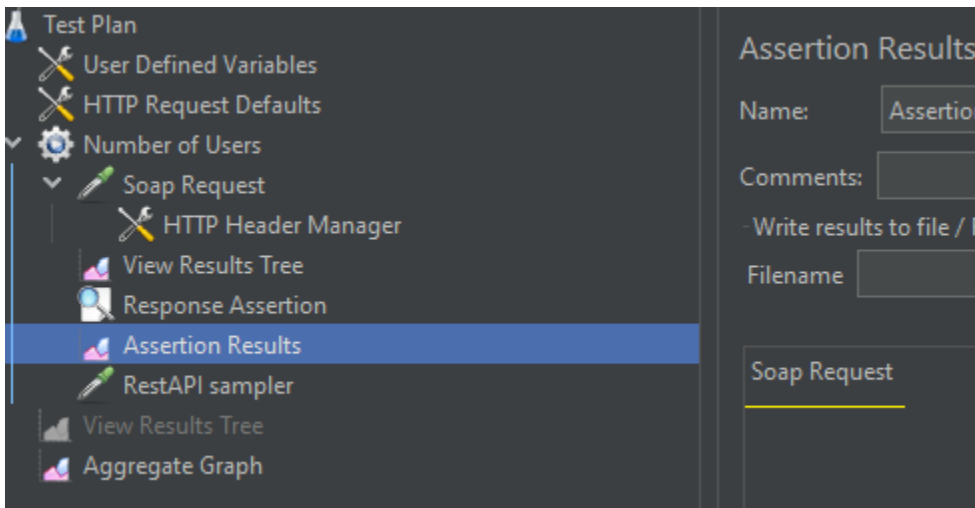 Test Plan
User Defined Variables
HTTP Request Defaults
Number of Users
Soap Request
HTTP Header Manager
View Results Tree
Response Assertion
Assertion Results
RestAPI sampler
View Results Tree
Aggregate Graph
Assertion Results
Name: Assertio
Comments:
Write results to file /
Filename
Soap Request